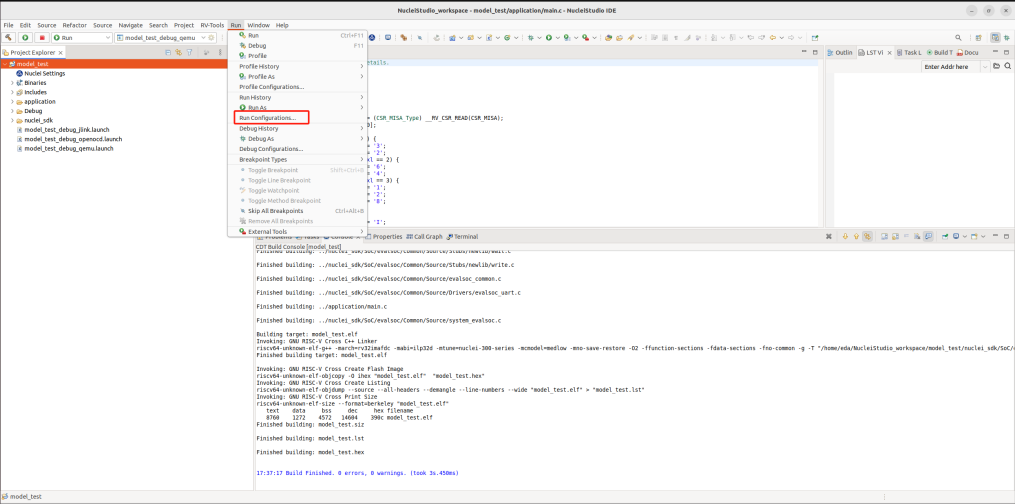 NucleiStudio_workspace - model_test/application/main.c - NucleiStudio IDE
File Edit Source Refactor Source Navigate Search Project RV-Tools Run Window Help
Run
model_test_debug_qemu
Project Explorer
model_test
Nuclei Settings
Binaries
Includes
application
Debug
nuclei_sdk
model_test_debug_jlink.launch
model_test_debug_openocd.launch
model_test_debug_qemu.launch
Run Ctrl+F11
Debug F11
Profile
Profile History
Profile As
Profile Configurations...
Run History
Run As
Run Configurations...
Debug History
Debug As
Debug Configurations...
Breakpoint Types
Toggle Breakpoint Shift+Ctrl+B
Toggle Line Breakpoint
Toggle Watchpoint
Toggle Method Breakpoint
Skip All Breakpoints Ctrl+Alt+B
Remove All Breakpoints
External Tools
etails.
= (CSR_MISA_Type) __RV_CSR_READ(CSR_MISA);
0];
) {
= '3';
= '2';
xl == 2) {
= '6';
= '4';
xl == 3) {
= '1';
= '2';
= '8';
= 'I';
Outlin
LST Vi
Task L
Build T
Docu
Enter Addr here
Problems Tasks Console Properties Call Graph Terminal
CDT Build Console [model_test]
Finished building: ../nuclei_sdk/SoC/evalsoc/Common/Source/Stubs/newlib/wait.c
Finished building: ../nuclei_sdk/SoC/evalsoc/Common/Source/Stubs/newlib/write.c
Finished building: ../nuclei_sdk/SoC/evalsoc/Common/Source/evalsoc_common.c
Finished building: ../nuclei_sdk/SoC/evalsoc/Common/Source/Drivers/evalsoc_uart.c
Finished building: ../application/main.c
Finished building: ../nuclei_sdk/SoC/evalsoc/Common/Source/system_evalsoc.c
Building target: model_test.elf
Invoking: GNU RISC-V Cross C++ Linker
riscv64-unknown-elf-g++ -march=rv32imafdc -mabi=ilp32d -mtune=nuclei-300-series -mcmodel=medlow -mno-save-restore -O2 -ffunction-sections -fdata-sections -fno-common -g -T "/home/eda/NucleiStudio_workspace/model_test/nuclei_sdk/SoC/
Finished building target: model_test.elf
Invoking: GNU RISC-V Cross Create Flash Image
riscv64-unknown-elf-objcopy -O ihex "model_test.elf" "model_test.hex"
Invoking: GNU RISC-V Cross Create Listing
riscv64-unknown-elf-objdump --source --all-headers --demangle --line-numbers --wide "model_test.elf" > "model_test.lst"
Invoking: GNU RISC-V Cross Print Size
riscv64-unknown-elf-size --format=berkeley "model_test.elf"
text data bss dec hex filename
8760 1272 4572 14604 390c model_test.elf
Finished building: model_test.siz
Finished building: model_test.lst
Finished building: model_test.hex
17:37:17 Build Finished. 0 errors, 0 warnings. (took 3s.450ms)
model_test